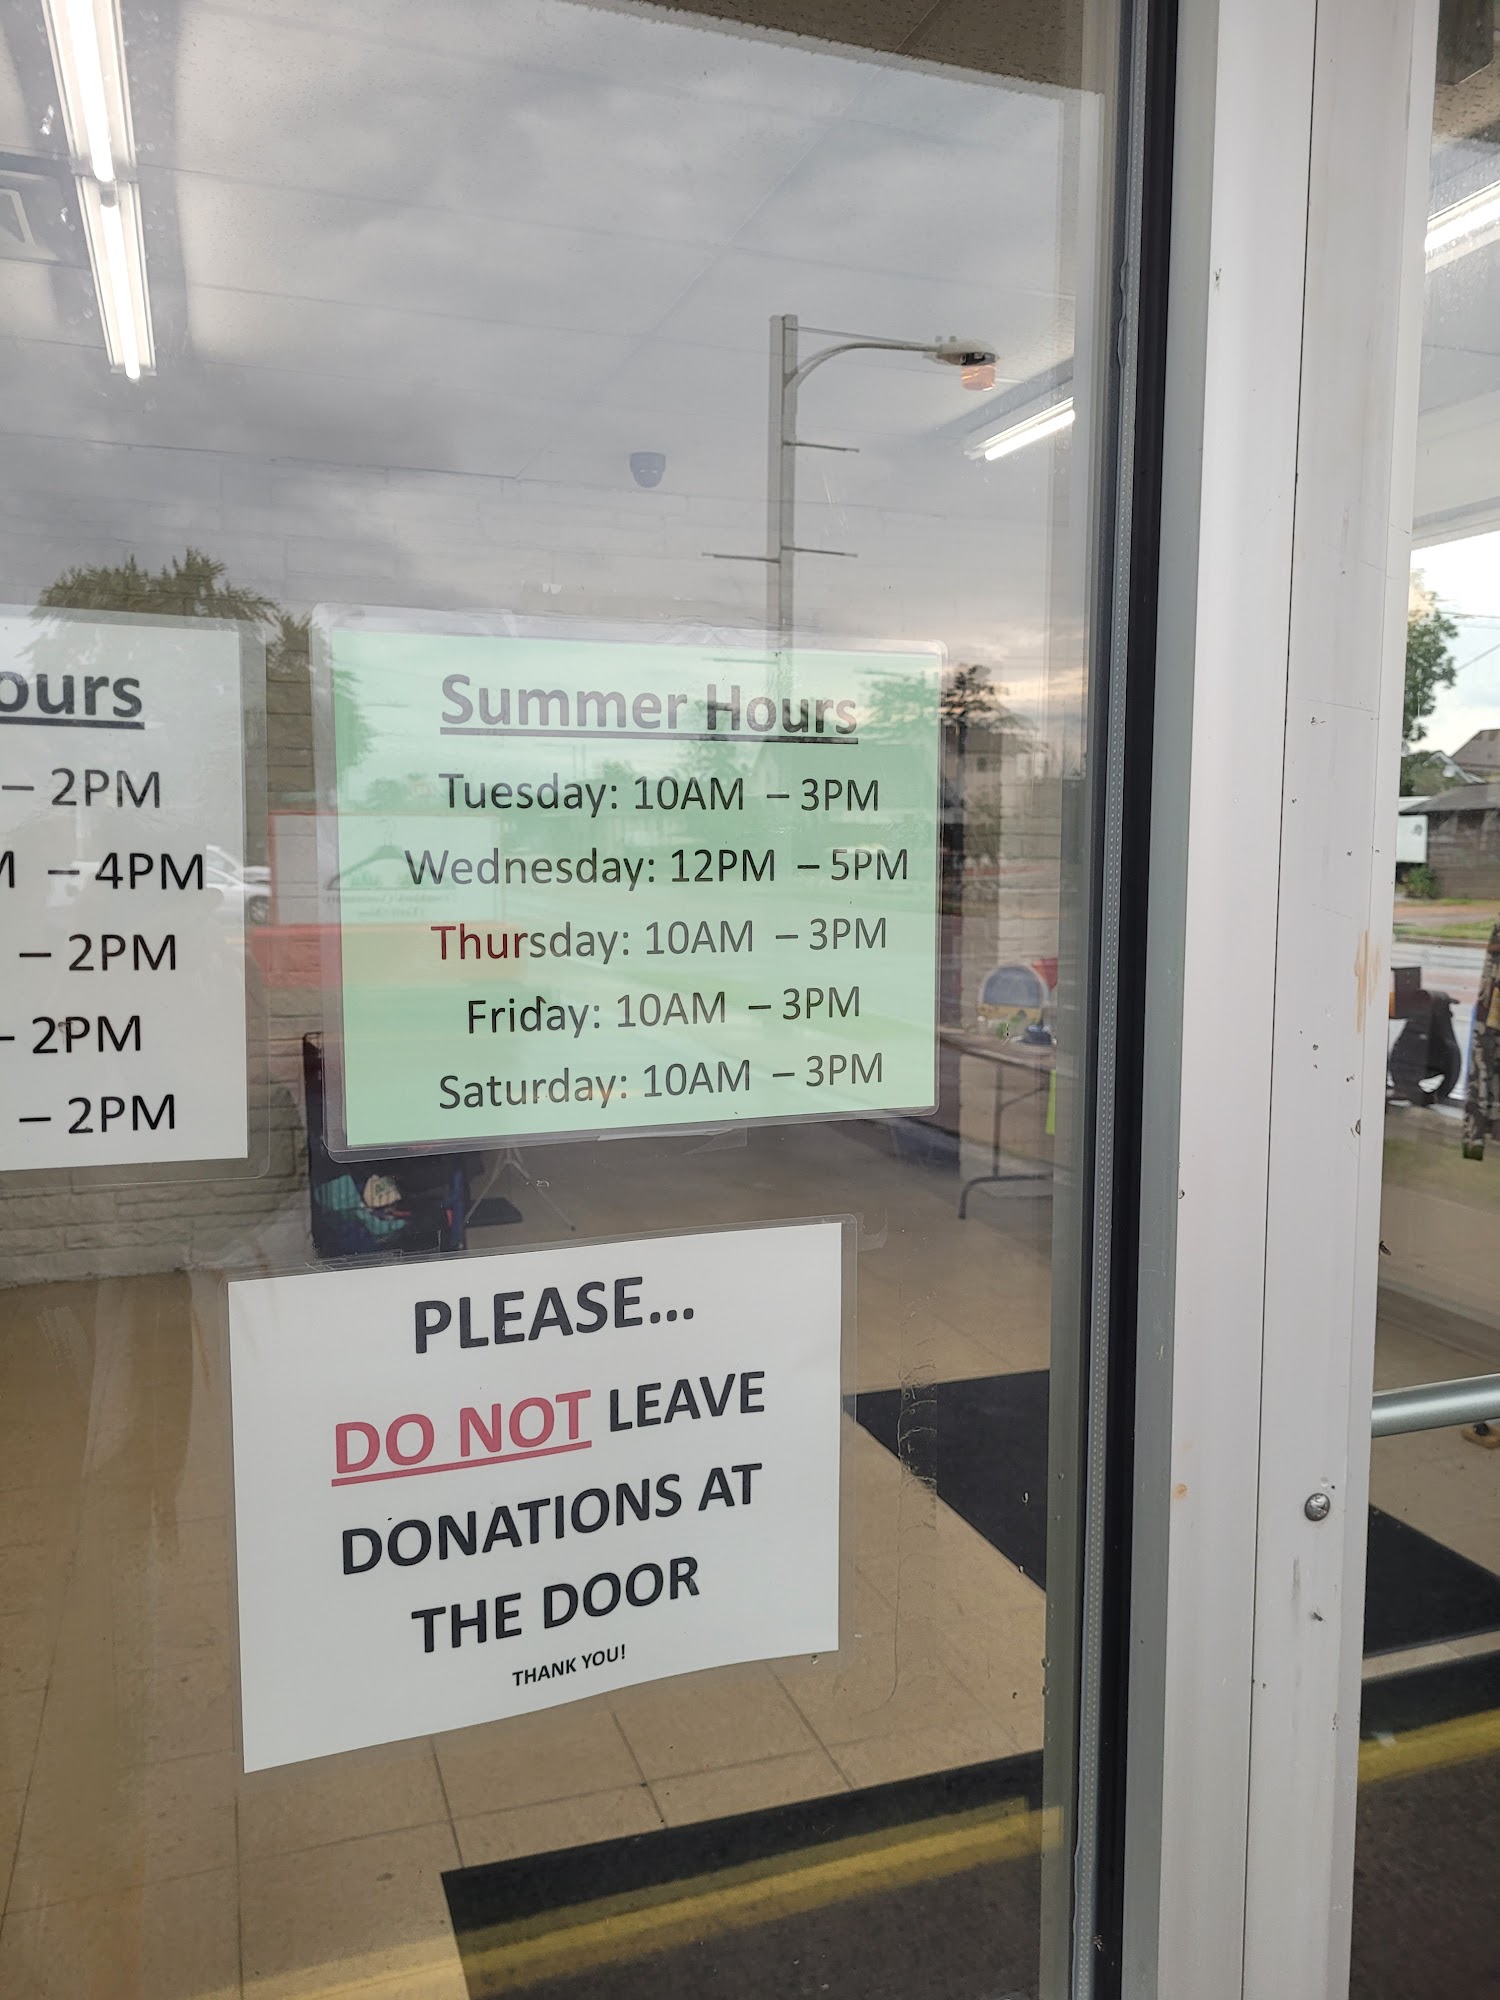 ours
– 2PM
– 4PM
– 2PM
– 2PM
– 2PM
Summer Hours
Tuesday: 10AM – 3PM
Wednesday: 12PM – 5PM
Thursday: 10AM – 3PM
Friday: 10AM – 3PM
Saturday: 10AM – 3PM
PLEASE...
DO NOT LEAVE
DONATIONS AT
THE DOOR
THANK YOU!